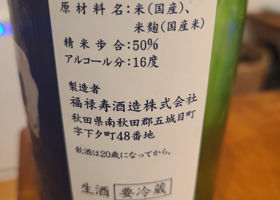 原材料名:米(国産)、
米麹(国産米)
精米歩合:50%
アルコール分:16度
製造者
福禄寿酒造株式会社
秋田県南秋田郡五城目町
字下夕町48番地
飲酒は20歳になってから。
生酒 要冷蔵